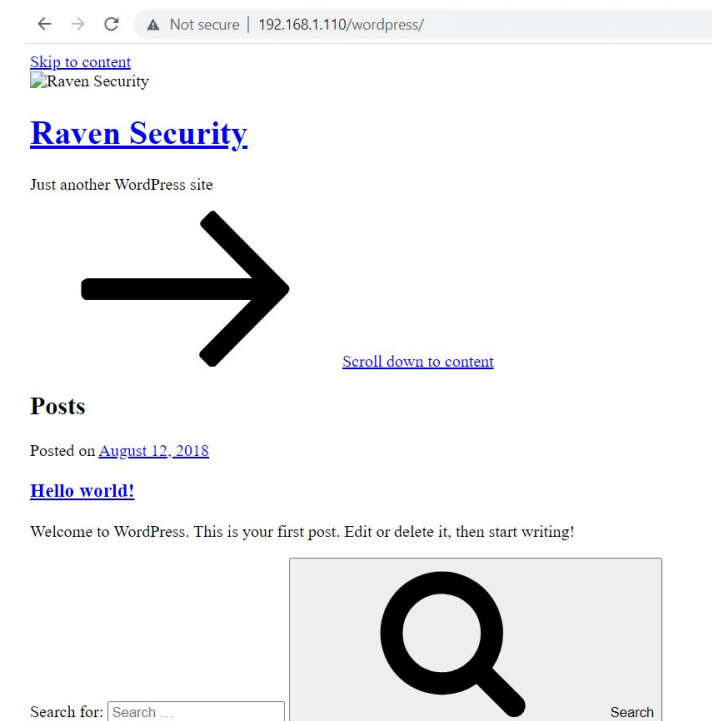 Not secure | 192.168.1.110/wordpress/
Skip to content
Raven Security
Raven Security
Just another WordPress site
Scroll down to content
Posts
Posted on August 12, 2018
Hello world!
Welcome to WordPress. This is your first post. Edit or delete it, then start writing!
Search for: Search … Search